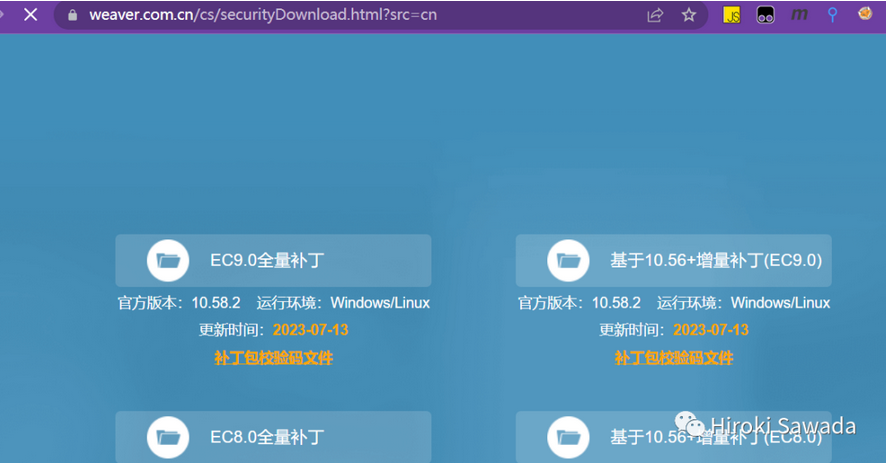 weaver.com.cn/cs/securityDownload.html?src=cn
JS
m
EC9.0全量补丁
官方版本：10.58.2 运行环境：Windows/Linux
更新时间：2023-07-13
补丁包校验码文件
基于10.56+增量补丁(EC9.0)
官方版本：10.58.2 运行环境：Windows/Linux
更新时间：2023-07-13
补丁包校验码文件
EC8.0全量补丁
基于10.56+增量补丁(EC8.0)
Hiroki Sawada